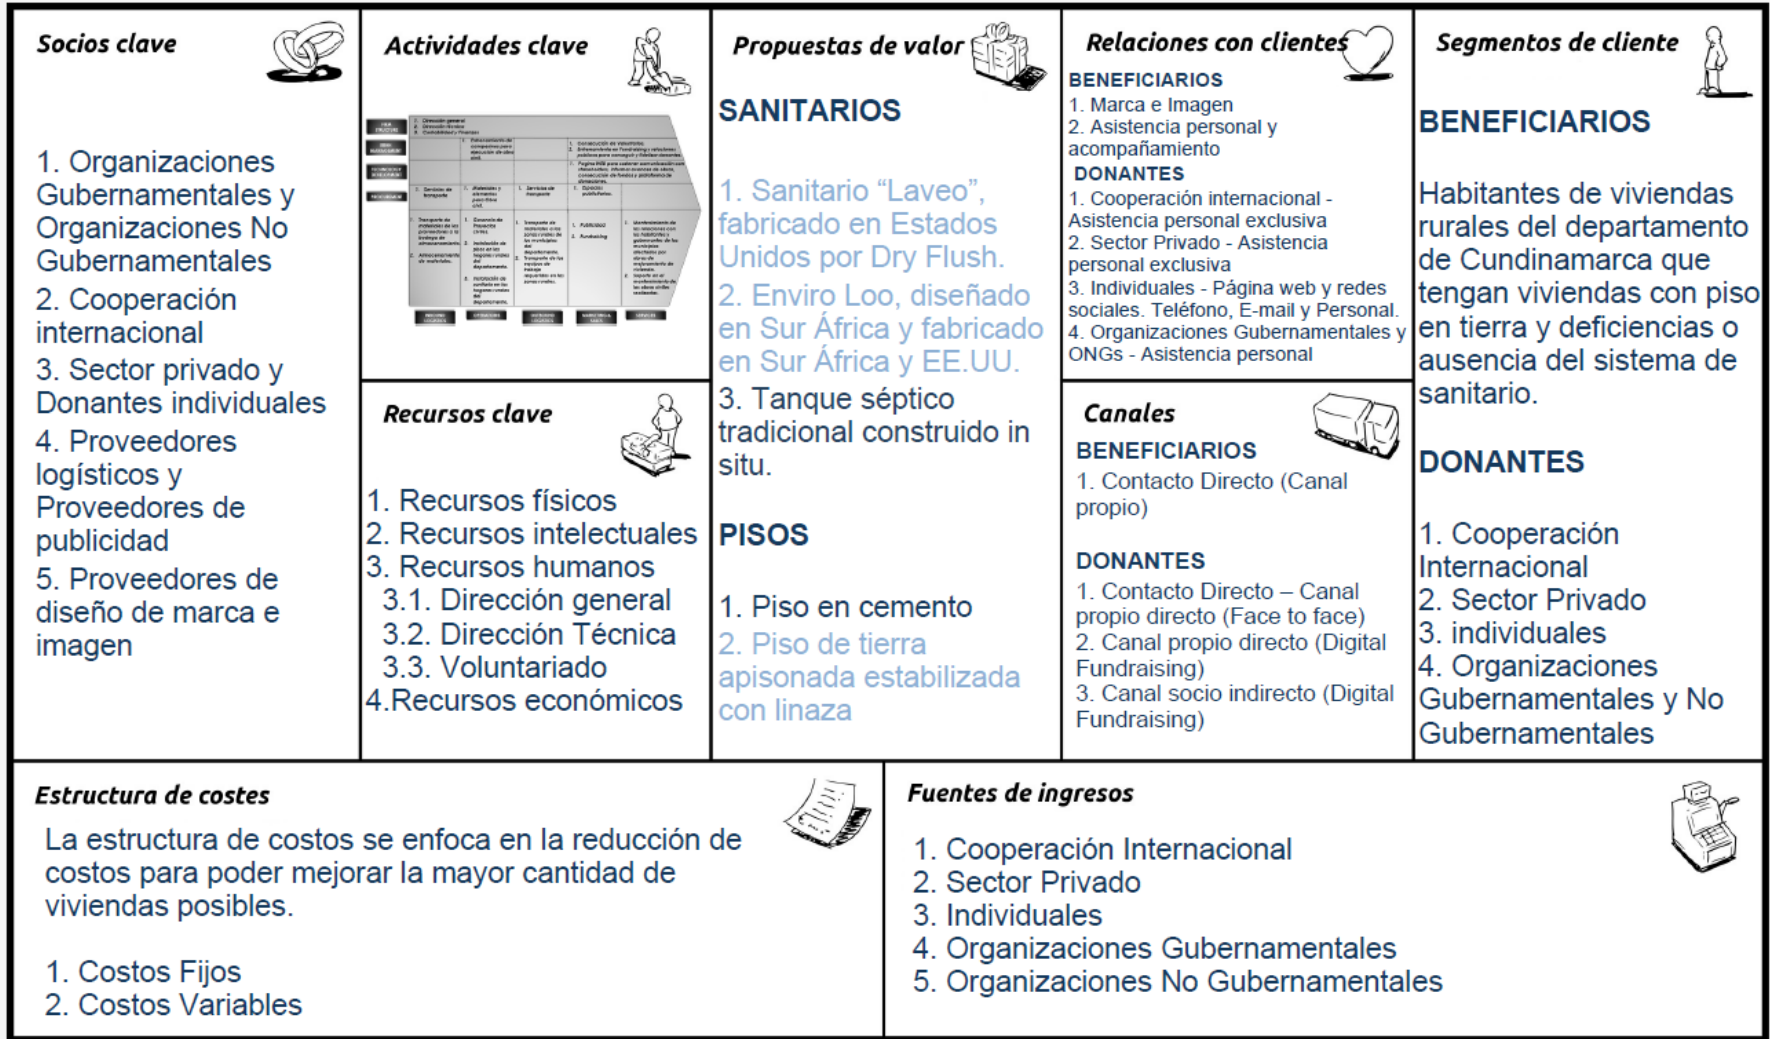 Socios clave
1. Organizaciones
Gubernamentales y
Organizaciones No
Gubernamentales
2. Cooperación
internacional
3. Sector privado y
Donantes individuales
4. Proveedores
logísticos y
Proveedores de
publicidad
5. Proveedores de
diseño de marca e
imagen
Actividades clave
1. Dirección general
2. Dirección técnica
3. Contabilidad y Finanzas
Recursos clave
1. Recursos físicos
2. Recursos intelectuales
3. Recursos humanos
3.1. Dirección general
3.2. Dirección Técnica
3.3. Voluntariado
4.Recursos económicos
Propuestas de valor
SANITARIOS
1. Sanitario “Laveo”,
fabricado en Estados
Unidos por Dry Flush.
2. Enviro Loo, diseñado
en Sur África y fabricado
en Sur África y EE.UU.
3. Tanque séptico
tradicional construido in
situ.
PISOS
1. Piso en cemento
2. Piso de tierra
apisonada estabilizada
con linaza
Relaciones con clientes
BENEFICIARIOS
1. Marca e Imagen
2. Asistencia personal y
acompañamiento
DONANTES
1. Cooperación internacional -
Asistencia personal exclusiva
2. Sector Privado - Asistencia
personal exclusiva
3. Individuales - Página web y redes
sociales. Teléfono, E-mail y Personal.
4. Organizaciones Gubernamentales y
ONGs - Asistencia personal
Canales
BENEFICIARIOS
1. Contacto Directo (Canal
propio)
DONANTES
1. Contacto Directo – Canal
propio directo (Face to face)
2. Canal propio directo (Digital
Fundraising)
3. Canal socio indirecto (Digital
Fundraising)
Segmentos de cliente
BENEFICIARIOS
Habitantes de viviendas
rurales del departamento
de Cundinamarca que
tengan viviendas con piso
en tierra y deficiencias o
ausencia del sistema de
sanitario.
DONANTES
1. Cooperación
Internacional
2. Sector Privado
3. individuales
4. Organizaciones
Gubernamentales y No
Gubernamentales
Estructura de costes
La estructura de costos se enfoca en la reducción de
costos para poder mejorar la mayor cantidad de
viviendas posibles.
1. Costos Fijos
2. Costos Variables
Fuentes de ingresos
1. Cooperación Internacional
2. Sector Privado
3. Individuales
4. Organizaciones Gubernamentales
5. Organizaciones No Gubernamentales